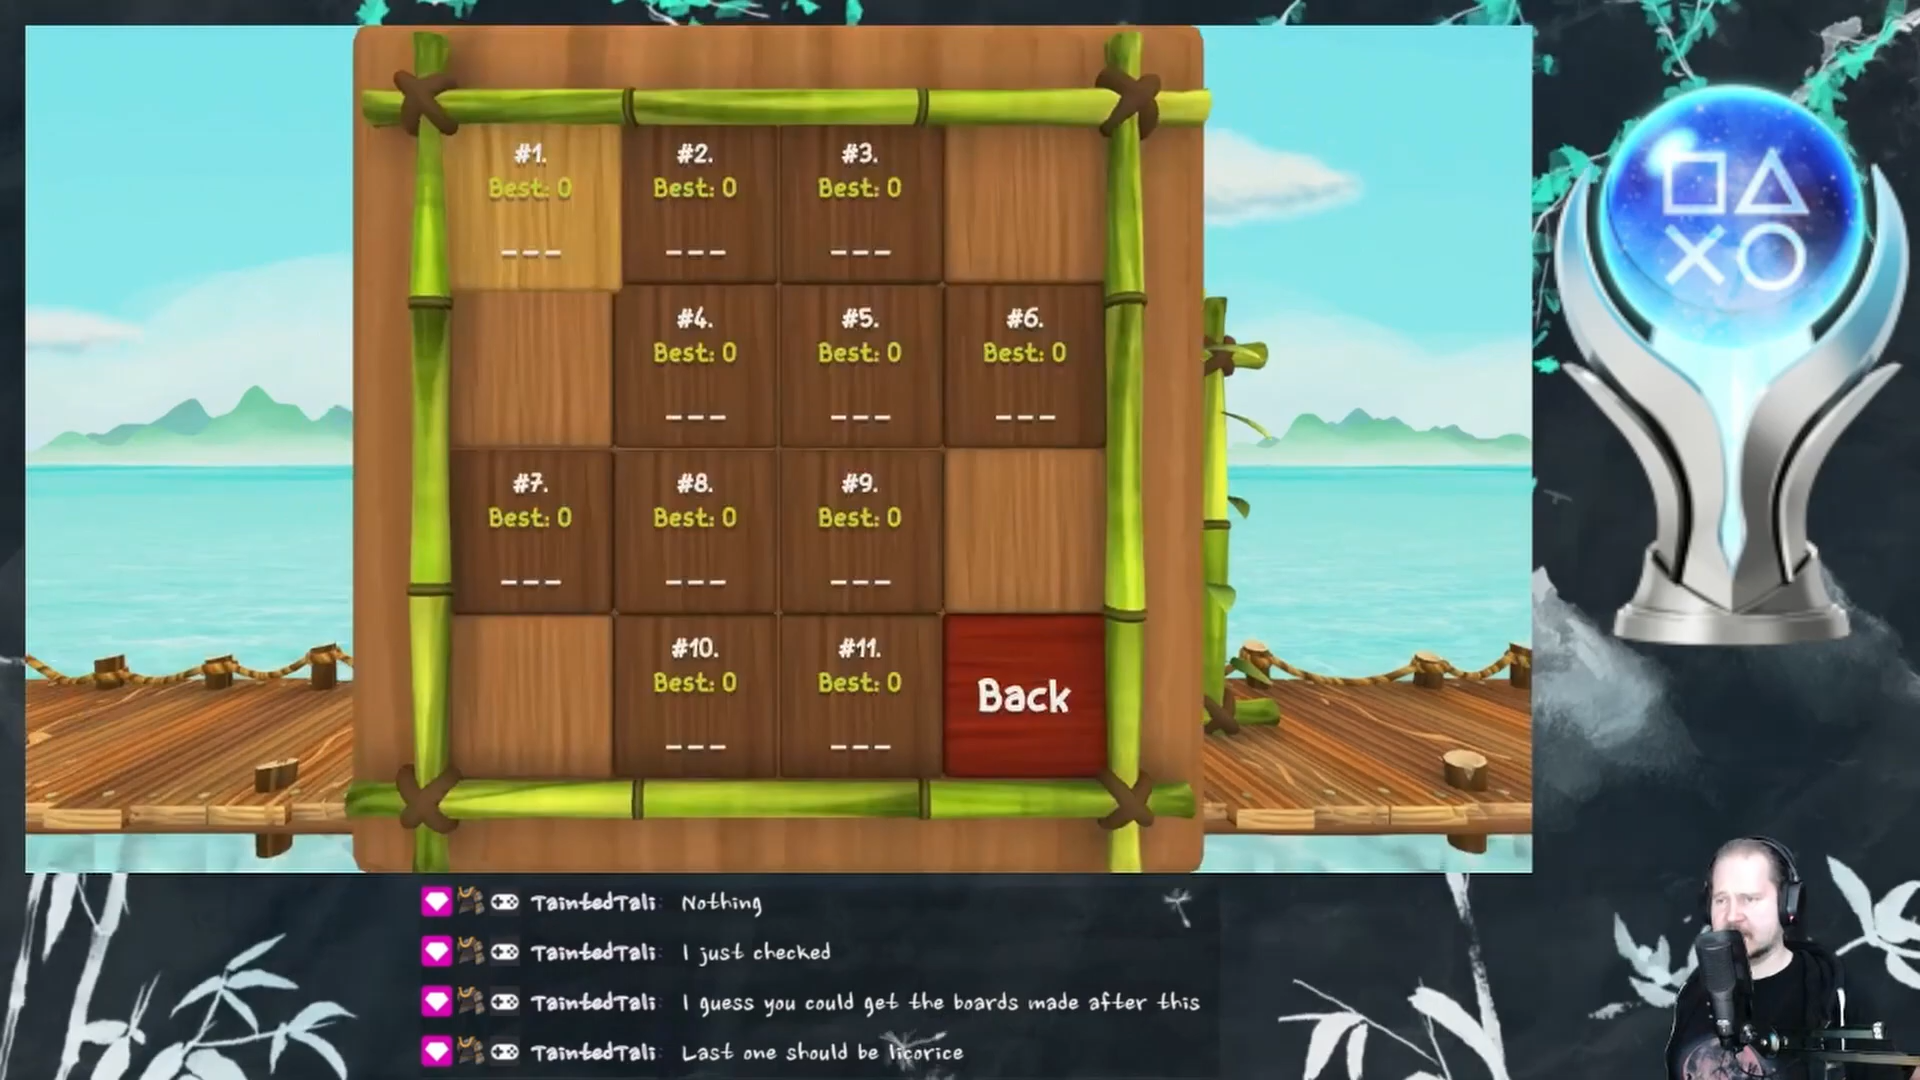 #1.
Best: 0
---
#2.
Best: 0
---
#3.
Best: 0
---
#4.
Best: 0
---
#5.
Best: 0
---
#6.
Best: 0
---
#7.
Best: 0
---
#8.
Best: 0
---
#9.
Best: 0
---
#10.
Best: 0
---
#11.
Best: 0
---
Back
TaintedTali: Nothing
TaintedTali: I just checked
TaintedTali: I guess you could get the boards made after this
TaintedTali: Last one should be licorice